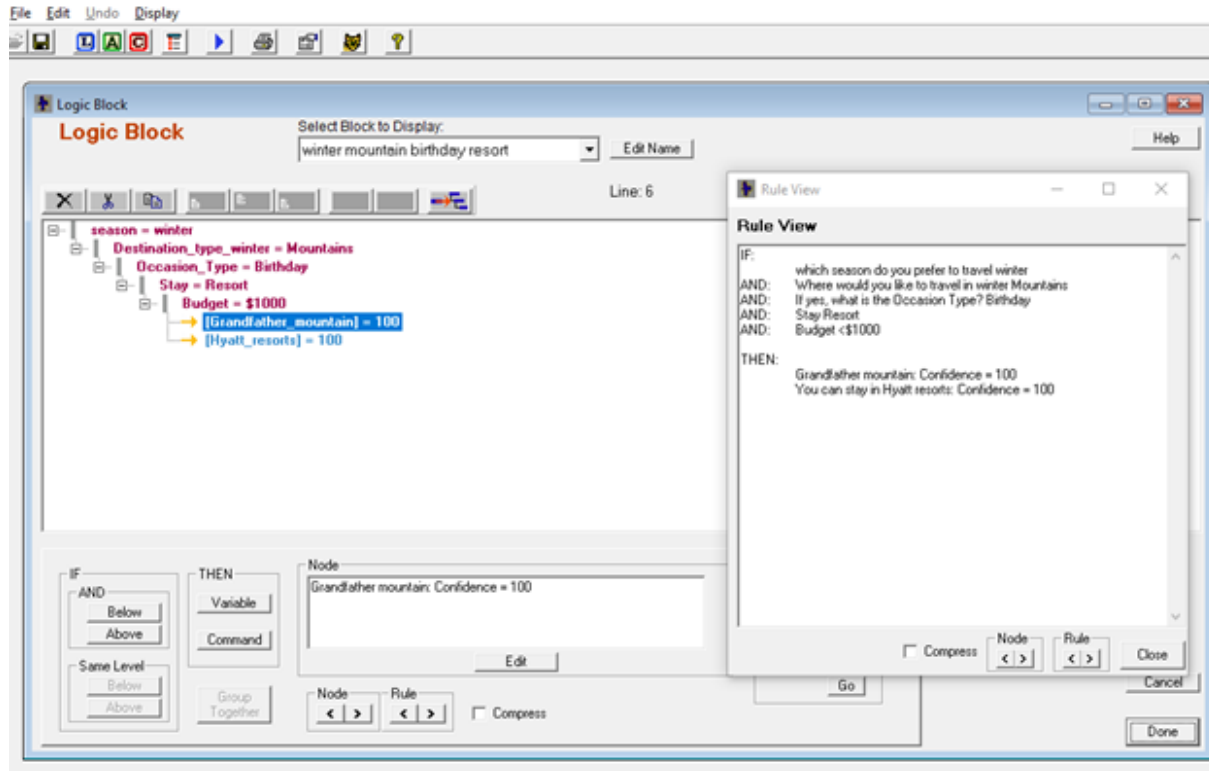 File Edit Undo Display
L A C
?
Logic Block
Logic Block
Select Block to Display:
winter mountain birthday resort
Edit Name
Help
Line: 6
season = winter
Destination_type_winter = Mountains
Occasion_Type = Birthday
Stay = Resort
Budget = $1000
[Grandfather_mountain] = 100
[Hyatt_resorts] = 100
Rule View
Rule View
IF:
which season do you prefer to travel winter
AND: Where would you like to travel in winter Mountains
AND: If yes, what is the Occasion Type? Birthday
AND: Stay Resort
AND: Budget <$1000
THEN:
Grandfather mountain: Confidence = 100
You can stay in Hyatt resorts: Confidence = 100
Compress
Node
< >
Rule
< >
Close
IF
AND
Below
Above
Same Level
Below
Above
THEN
Variable
Command
Group
Together
Node
Grandfather mountain: Confidence = 100
Edit
Node
< >
Rule
< >
Compress
Go
Cancel
Done